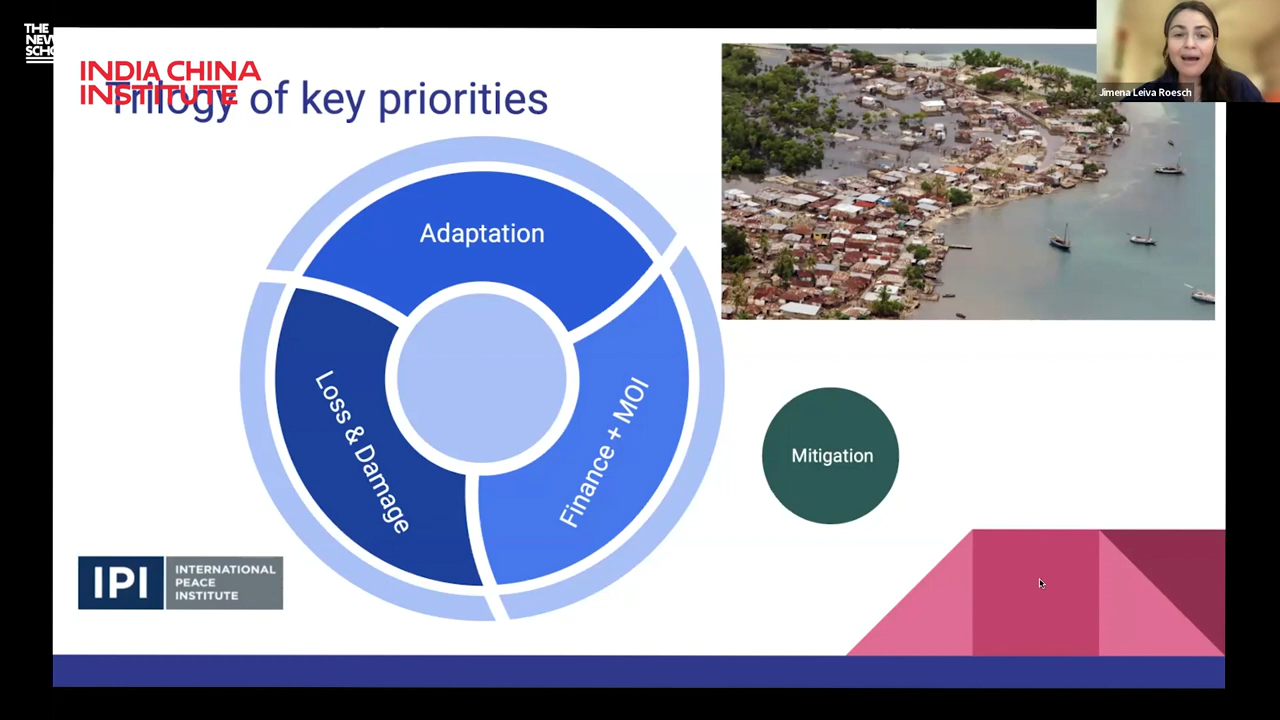 THE
NEW
SCHO
INDIA CHINA
INSTITUTE
Trilogy of key priorities
Jimena Leiva Roesch
Adaptation
Loss & Damage
Finance + MOI
Mitigation
IPI
INTERNATIONAL
PEACE
INSTITUTE